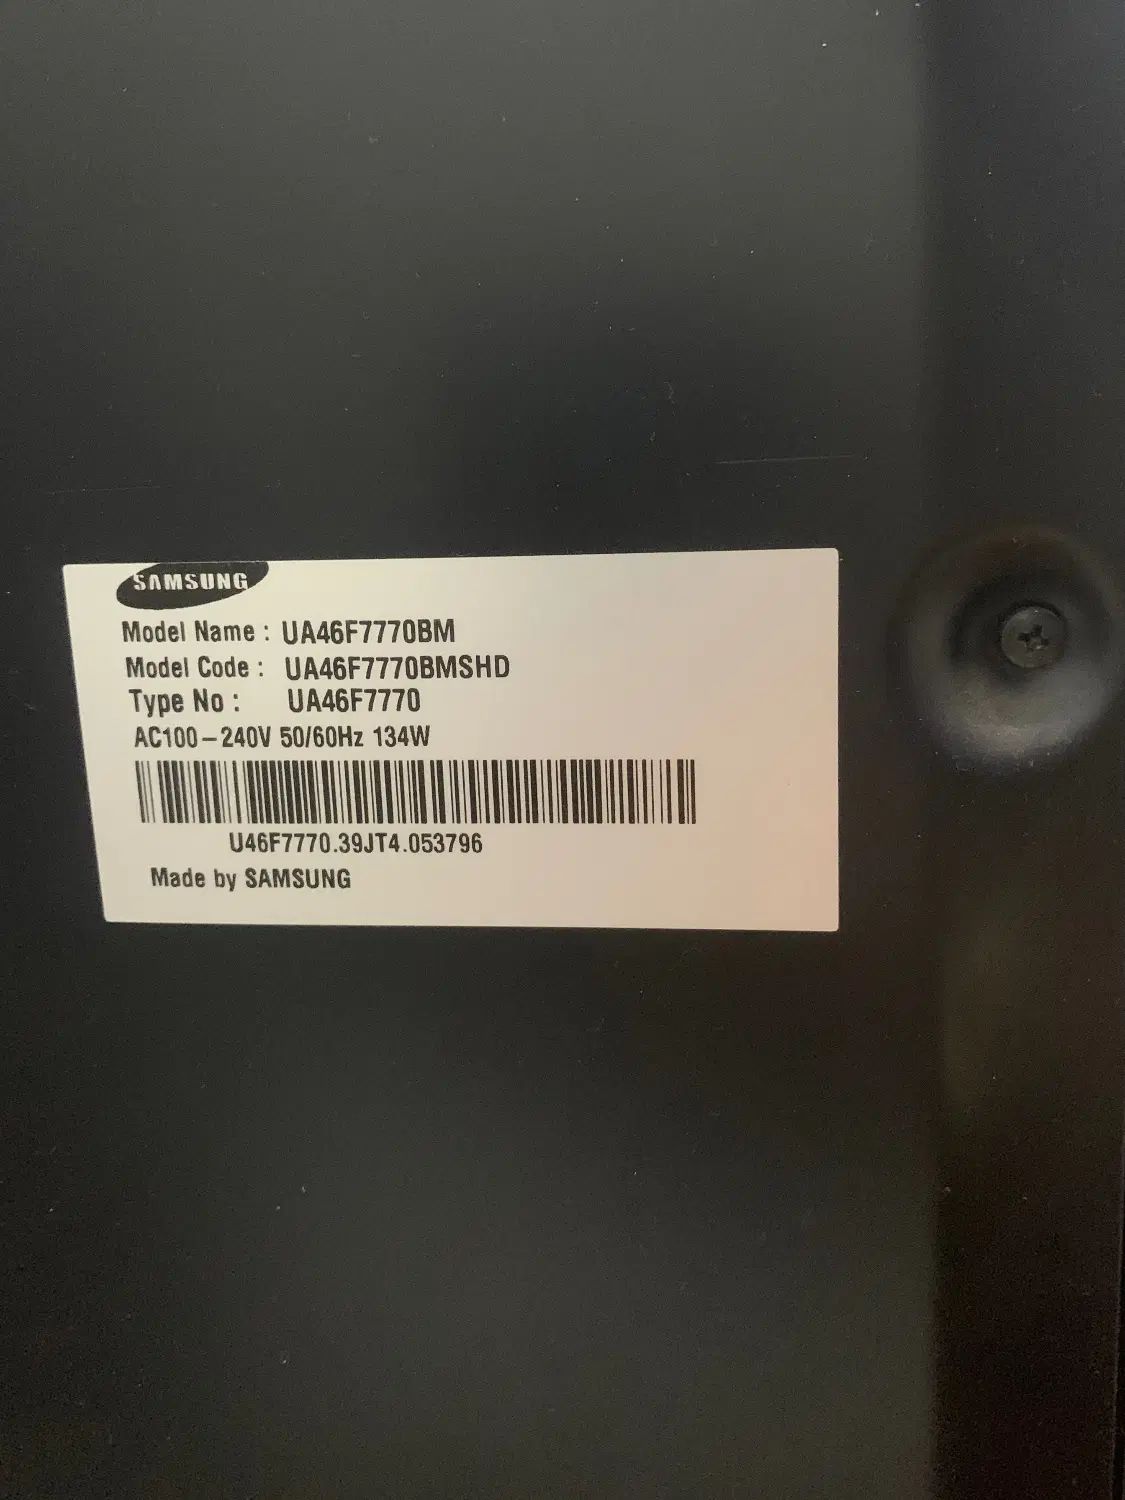 SAMSUNG
Model Name : UA46F7770BM
Model Code : UA46F7770BMSHD
Type No : UA46F7770
AC100-240V 50/60Hz 134W
U46F7770.39JT4.053796
Made by SAMSUNG